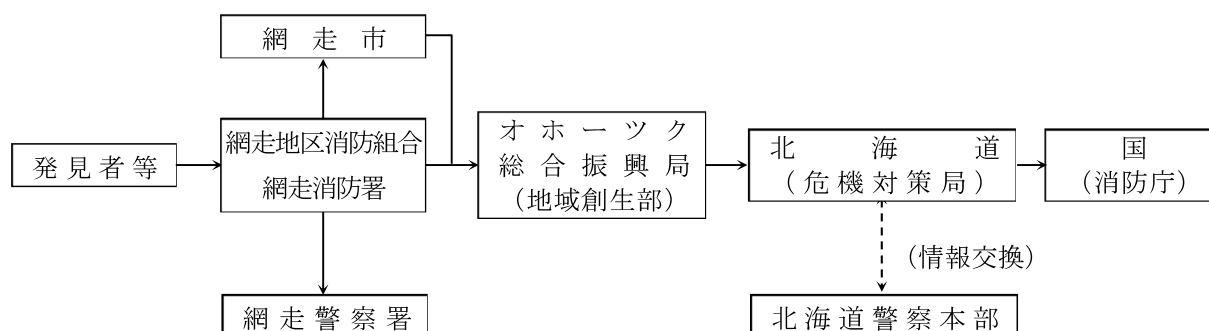 網走市
発見者等
網走地区消防組合
網走消防署
オホーツク
総合振興局
（地域創生部）
北海道
（危機対策局）
国
（消防庁）
（情報交換）
網走警察署
北海道警察本部